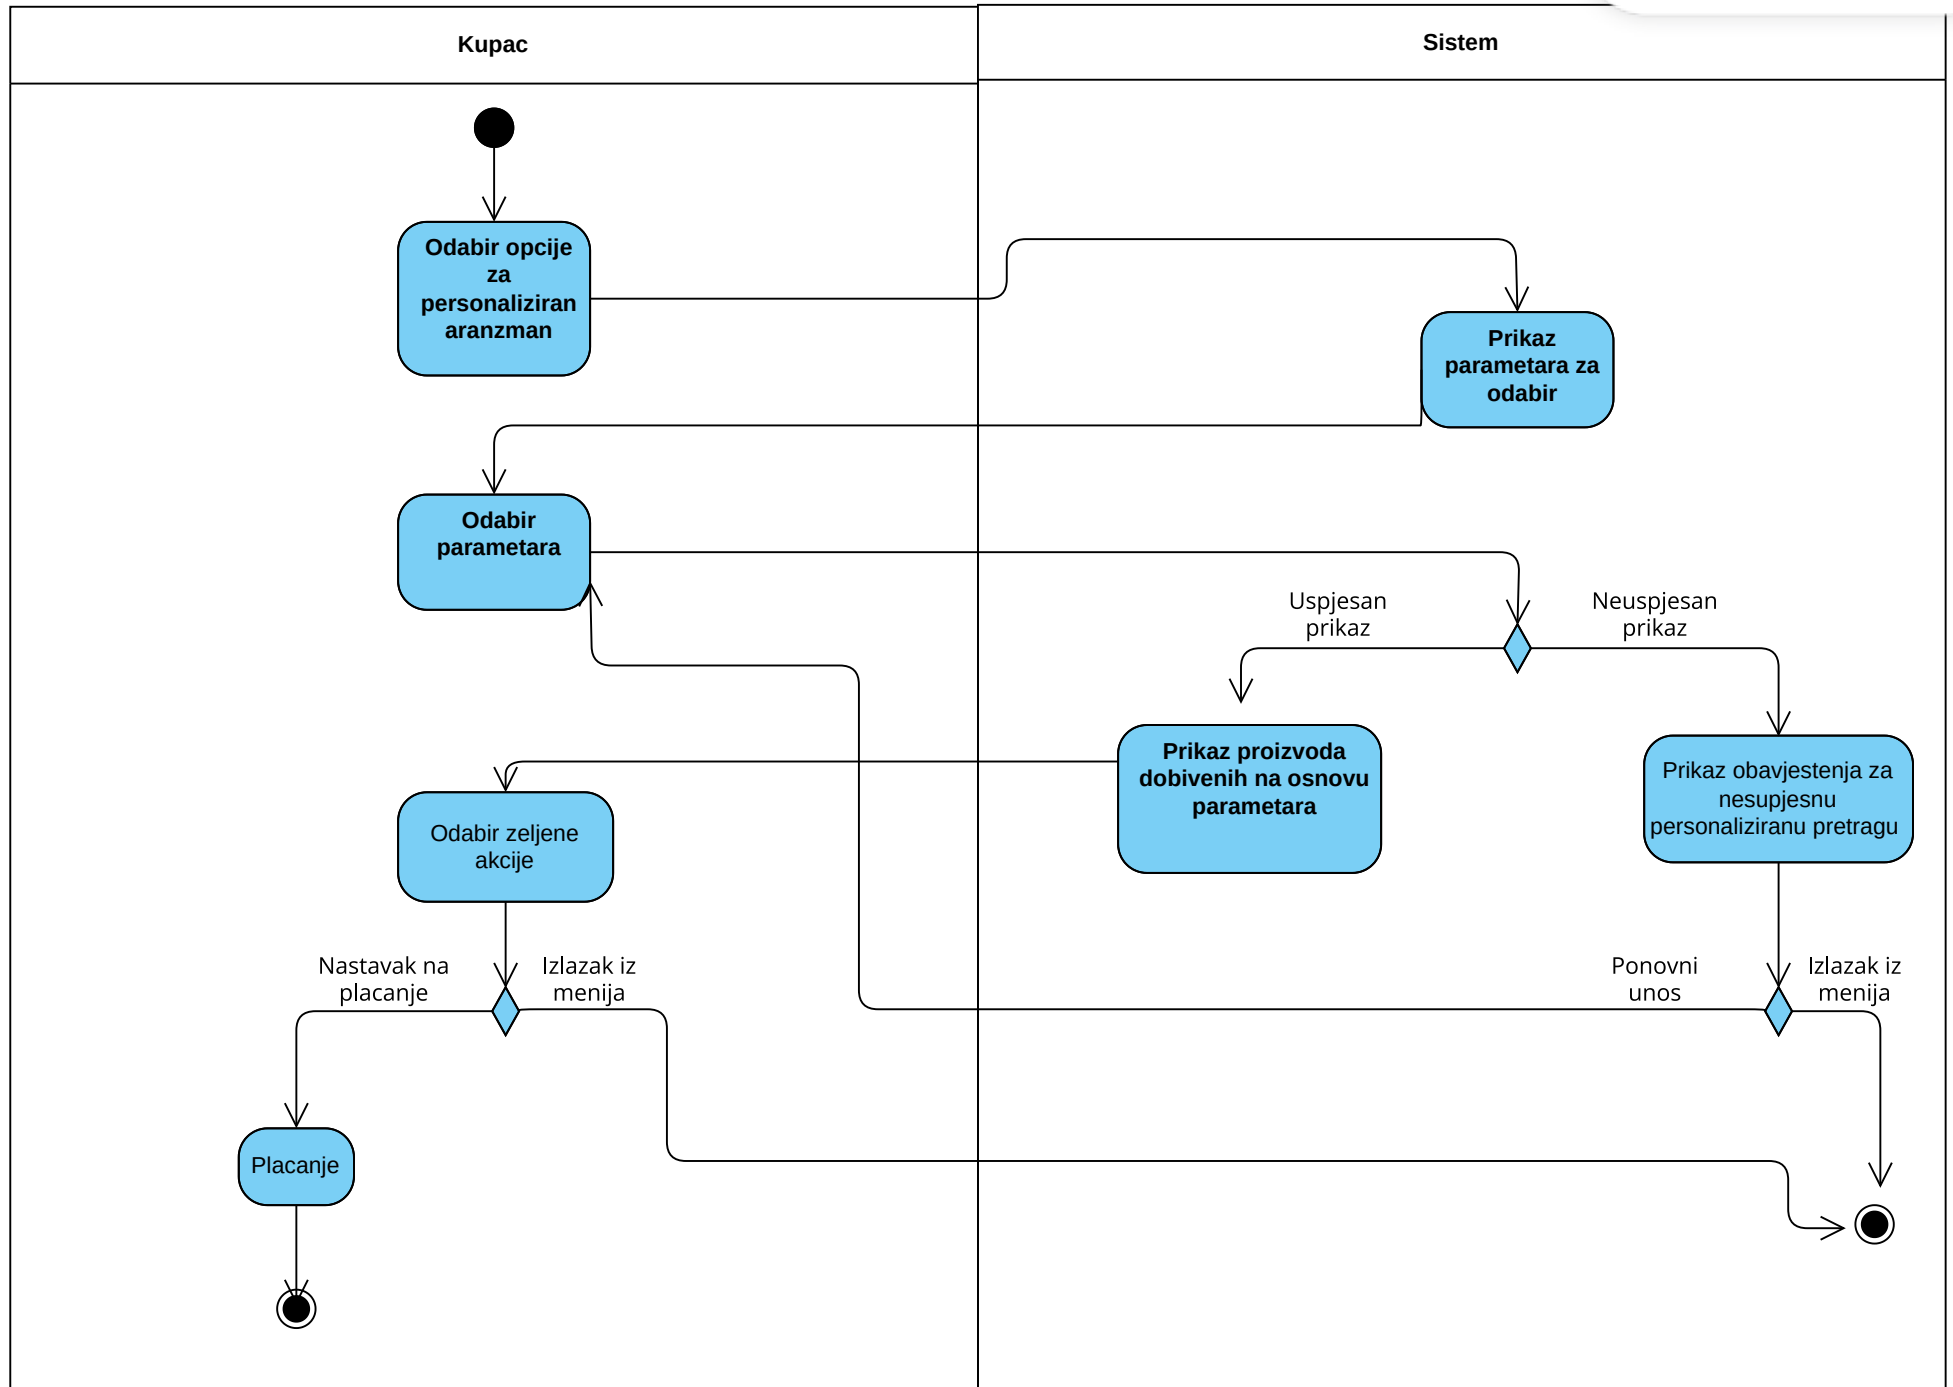 Kupac
Sistem
Odabir opcije
za
personaliziran
aranzman
Prikaz
parametara za
odabir
Odabir
parametara
Uspjesan
prikaz
Neuspjesan
prikaz
Prikaz proizvoda
dobivenih na osnovu
parametara
Prikaz obavjestenja za
nesupjesnu
personaliziranu pretragu
Odabir zeljene
akcije
Nastavak na
placanje
Izlazak iz
menija
Ponovni
unos
Izlazak iz
menija
Placanje